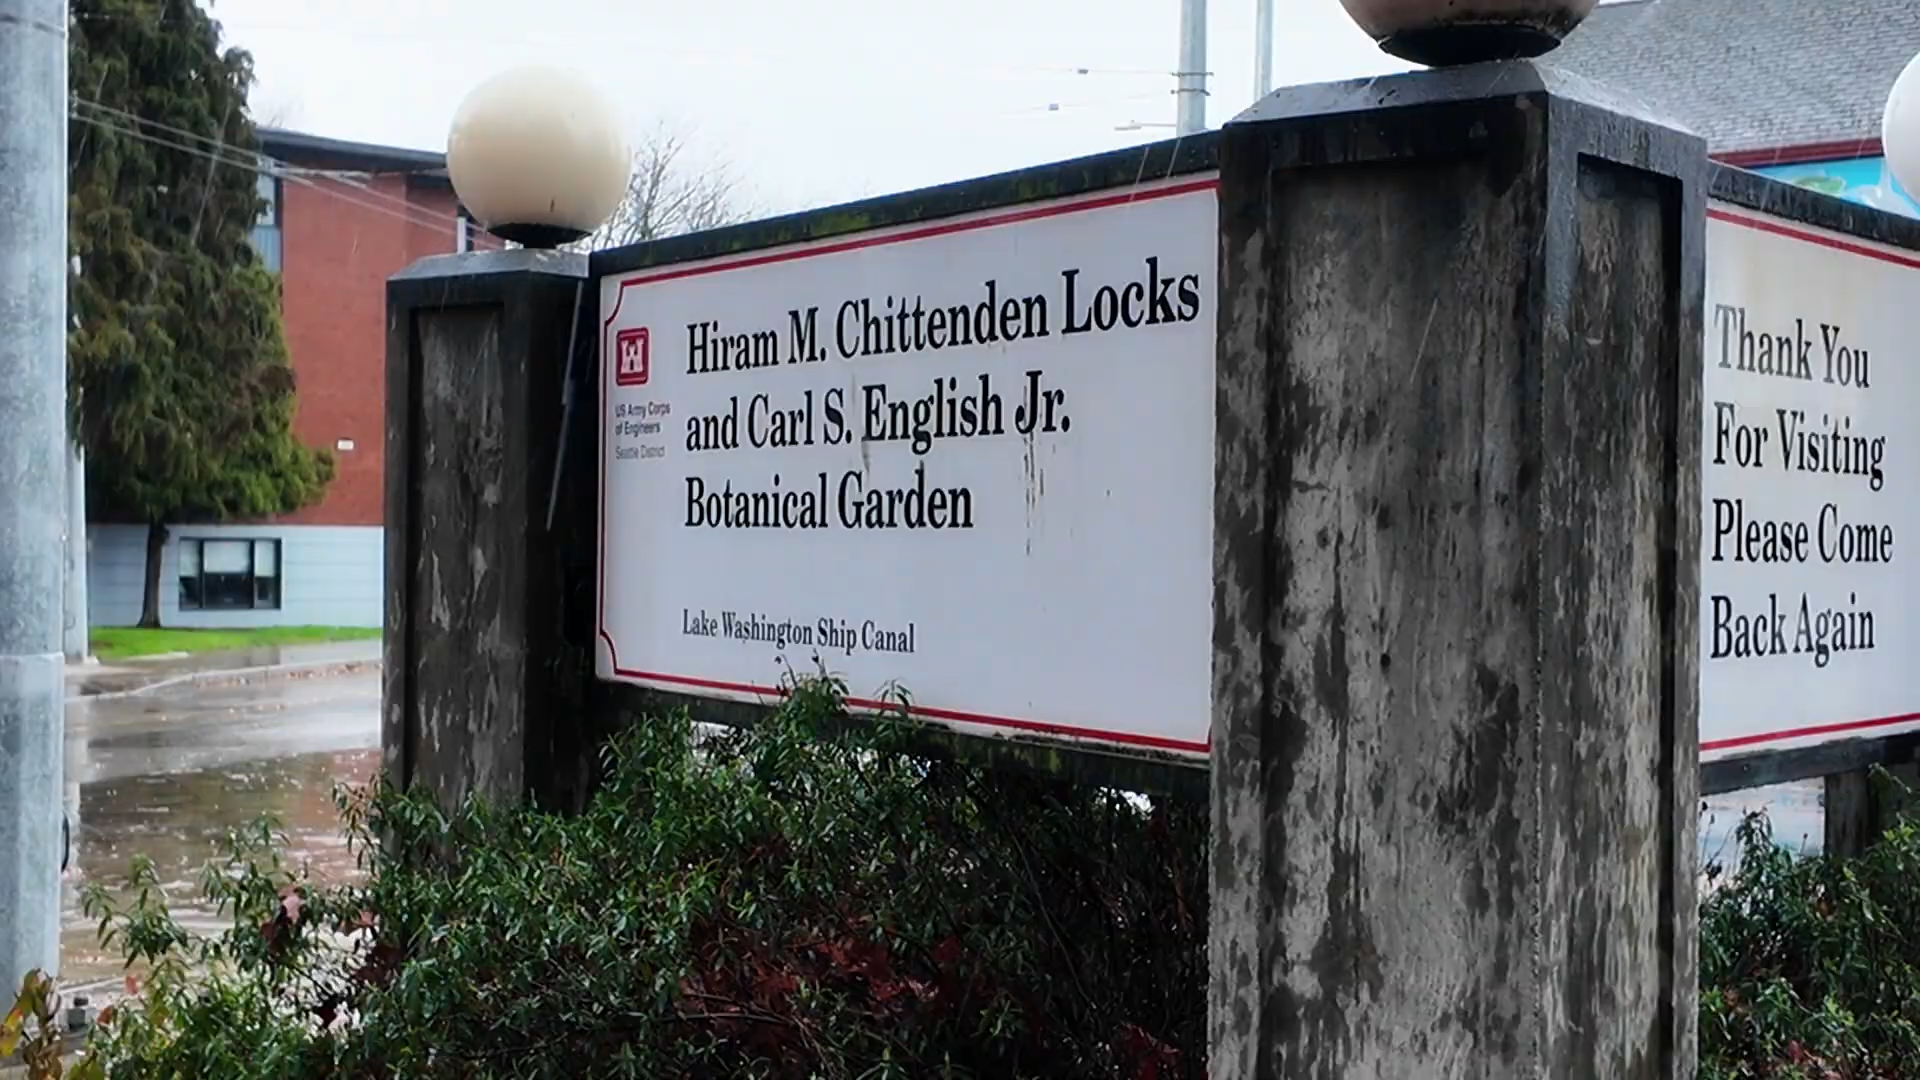 Hiram M. Chittenden Locks
and Carl S. English Jr.
Botanical Garden
Lake Washington Ship Canal
US Army Corps
of Engineers
Seattle District
Thank You
For Visiting
Please Come
Back Again